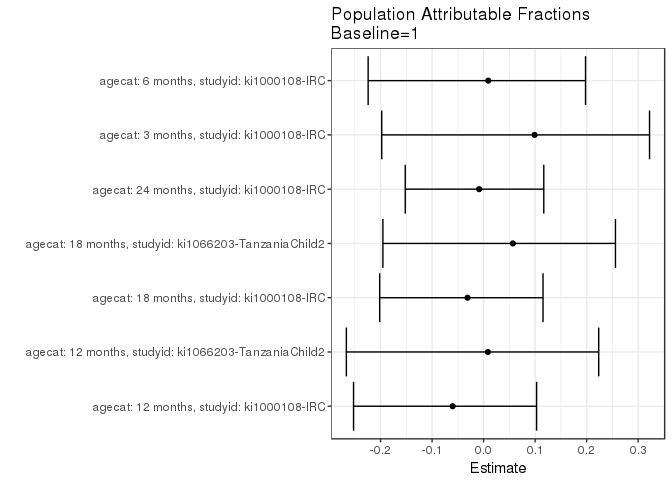 Population Attributable Fractions
Baseline=1
agecat: 6 months, studyid: ki1000108-IRC
agecat: 3 months, studyid: ki1000108-IRC
agecat: 24 months, studyid: ki1000108-IRC
agecat: 18 months, studyid: ki1066203-TanzaniaChild2
agecat: 18 months, studyid: ki1000108-IRC
agecat: 12 months, studyid: ki1066203-TanzaniaChild2
agecat: 12 months, studyid: ki1000108-IRC
-0.2 -0.1 0.0 0.1 0.2 0.3
Estimate